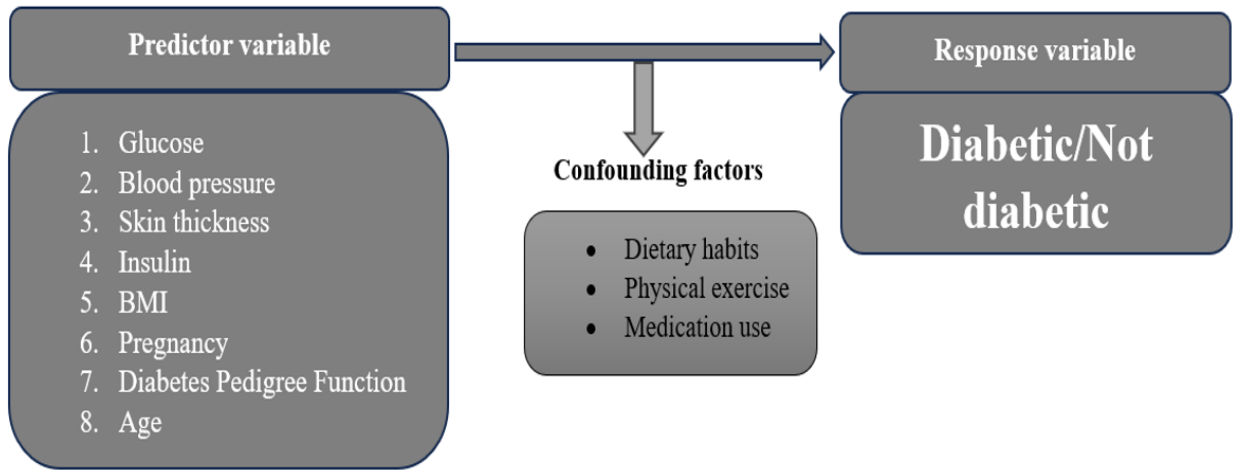 Predictor variable
1. Glucose
2. Blood pressure
3. Skin thickness
4. Insulin
5. BMI
6. Pregnancy
7. Diabetes Pedigree Function
8. Age
Confounding factors
• Dietary habits
• Physical exercise
• Medication use
Response variable
Diabetic/Not
diabetic